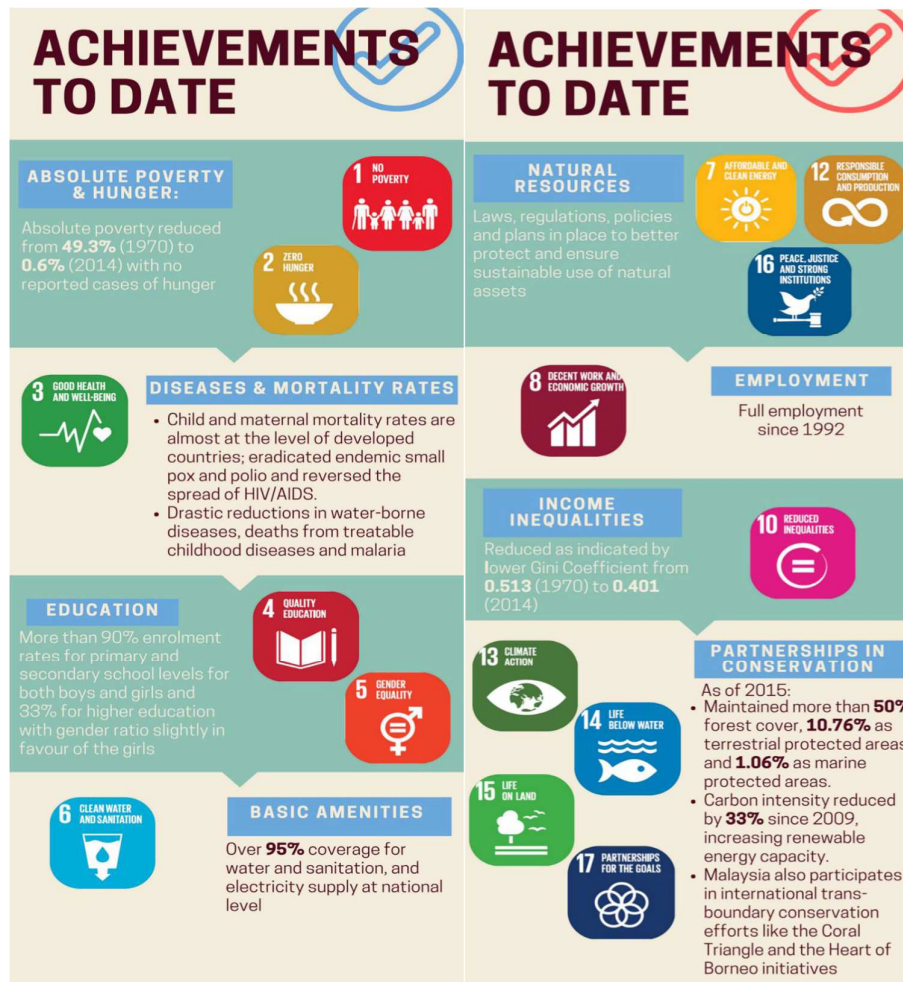 ACHIEVEMENTS
TO DATE
ABSOLUTE POVERTY
& HUNGER:
Absolute poverty reduced
from 49.3% (1970) to
0.6% (2014) with no
reported cases of hunger
1 NO
POVERTY
2 ZERO
HUNGER
3 GOOD HEALTH
AND WELL-BEING
DISEASES & MORTALITY RATES
• Child and maternal mortality rates are
almost at the level of developed
countries; eradicated endemic small
pox and polio and reversed the
spread of HIV/AIDS.
• Drastic reductions in water-borne
diseases, deaths from treatable
childhood diseases and malaria
EDUCATION
More than 90% enrolment
rates for primary and
secondary school levels for
both boys and girls and
33% for higher education
with gender ratio slightly in
favour of the girls
4 QUALITY
EDUCATION
5 GENDER
EQUALITY
6 CLEAN WATER
AND SANITATION
BASIC AMENITIES
Over 95% coverage for
water and sanitation, and
electricity supply at national
level
ACHIEVEMENTS
TO DATE
NATURAL
RESOURCES
Laws, regulations, policies
and plans in place to better
protect and ensure
sustainable use of natural
assets
7 AFFORDABLE AND
CLEAN ENERGY
12 RESPONSIBLE
CONSUMPTION
AND PRODUCTION
16 PEACE, JUSTICE
AND STRONG
INSTITUTIONS
8 DECENT WORK AND
ECONOMIC GROWTH
EMPLOYMENT
Full employment
since 1992
INCOME
INEQUALITIES
Reduced as indicated by
lower Gini Coefficient from
0.513 (1970) to 0.401
(2014)
10 REDUCED
INEQUALITIES
13 CLIMATE
ACTION
14 LIFE
BELOW WATER
15 LIFE
ON LAND
17 PARTNERSHIPS
FOR THE GOALS
PARTNERSHIPS IN
CONSERVATION
As of 2015:
• Maintained more than 50%
forest cover, 10.76% as
terrestrial protected areas
and 1.06% as marine
protected areas.
• Carbon intensity reduced
by 33% since 2009,
increasing renewable
energy capacity.
• Malaysia also participates
in international trans-
boundary conservation
efforts like the Coral
Triangle and the Heart of
Borneo initiatives